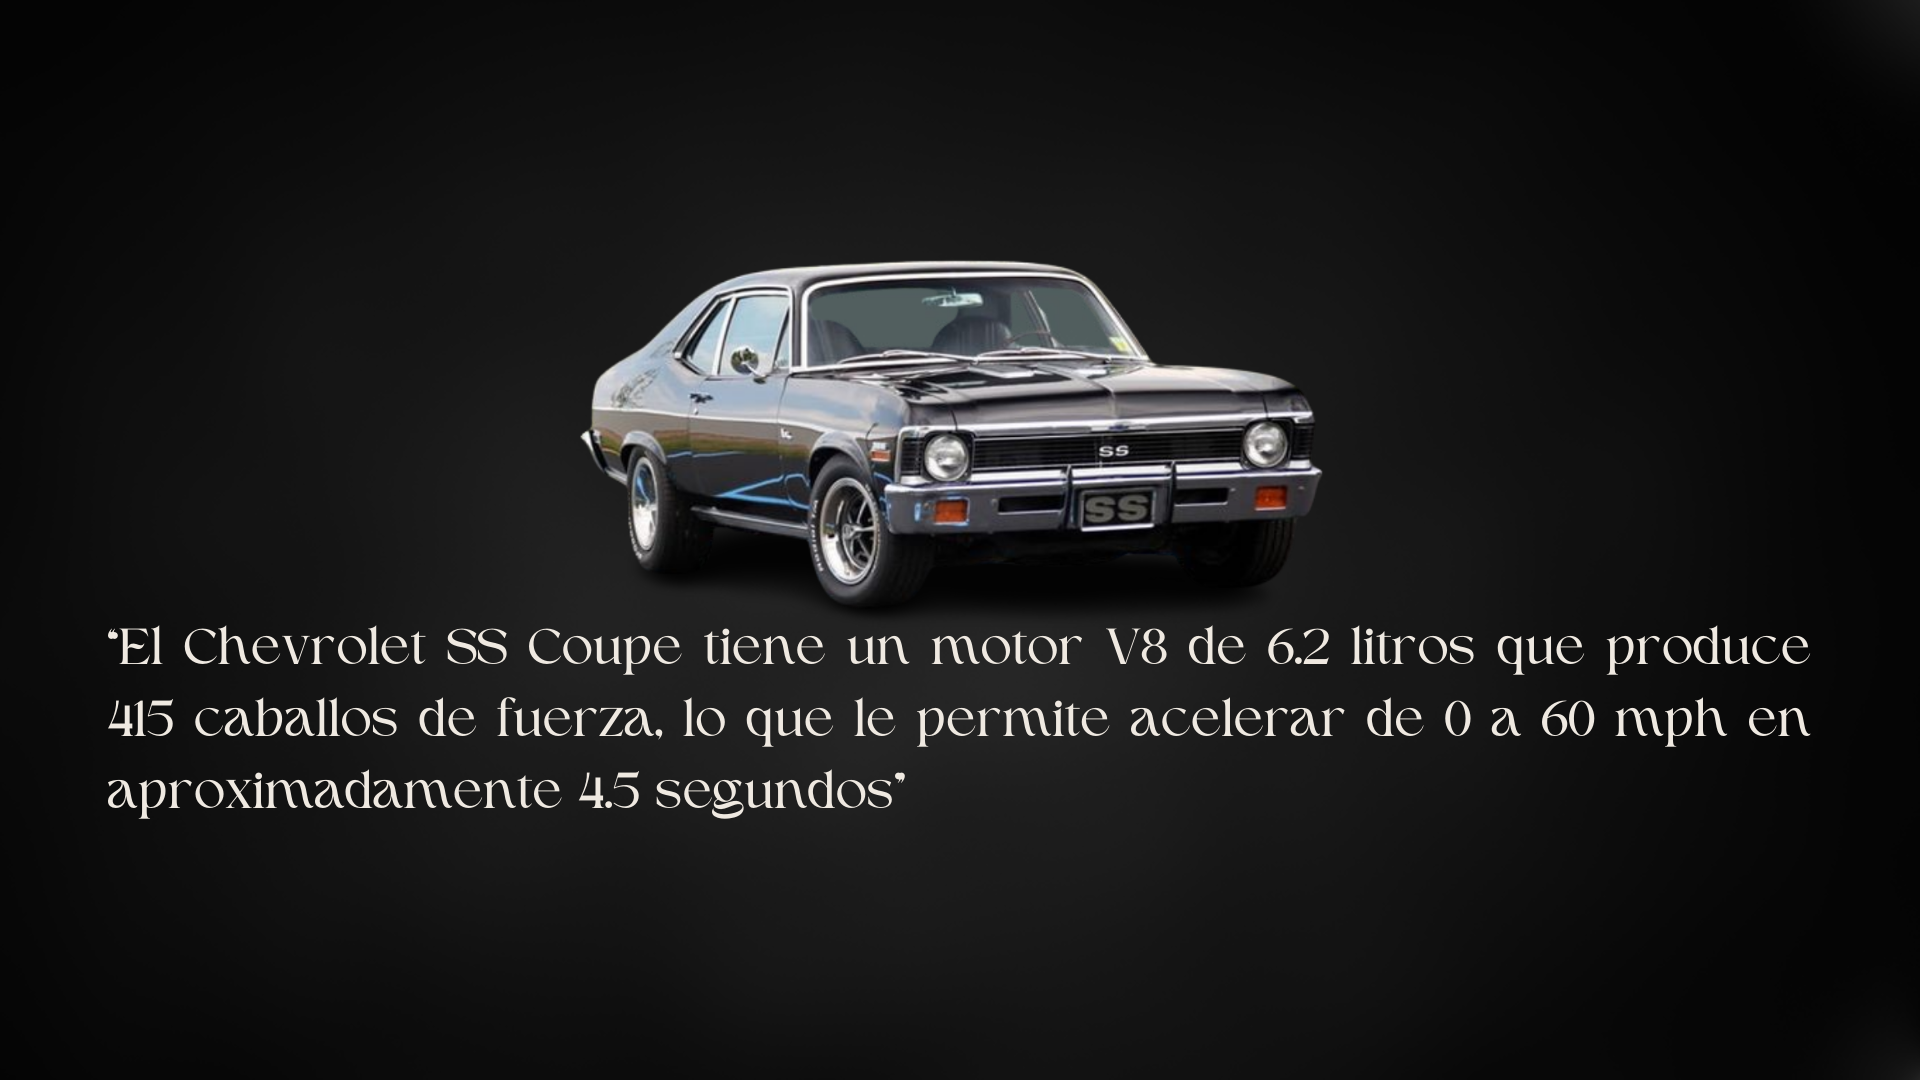 SS
SS
“El Chevrolet SS Coupe tiene un motor V8 de 6.2 litros que produce
415 caballos de fuerza, lo que le permite acelerar de 0 a 60 mph en
aproximadamente 4.5 segundos”